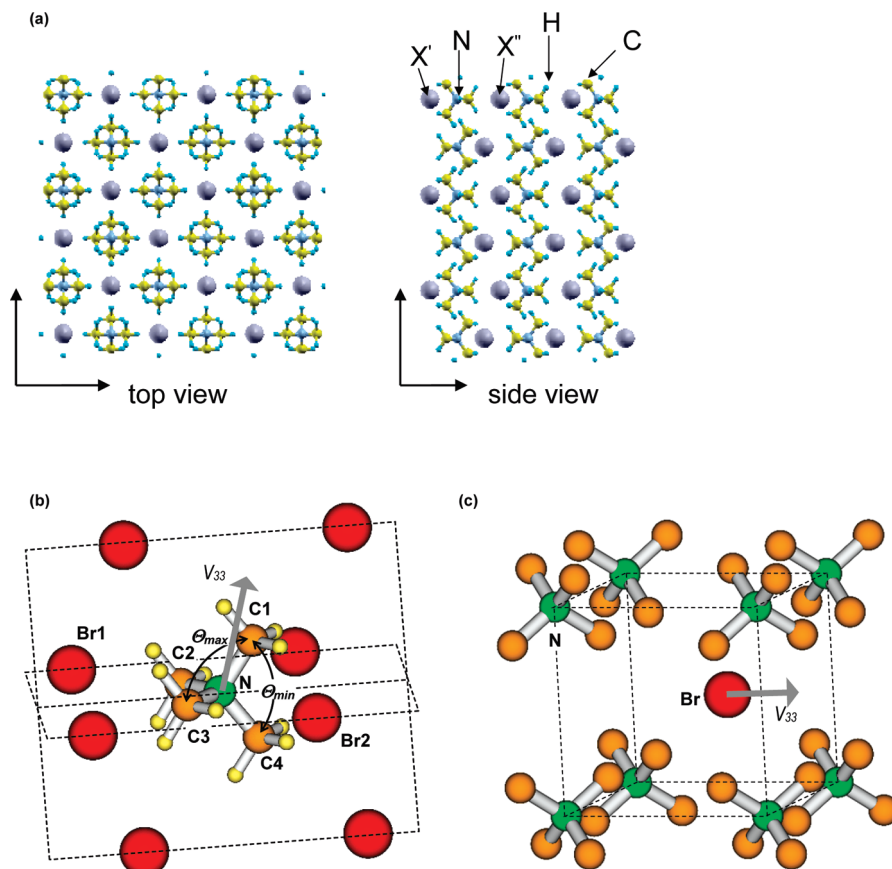 (a)
X' N X" H C
top view
side view
(b)
V33
C1
Θmax
Br1
C2
N
Θmin
C3
Br2
C4
(c)
N
Br
V33